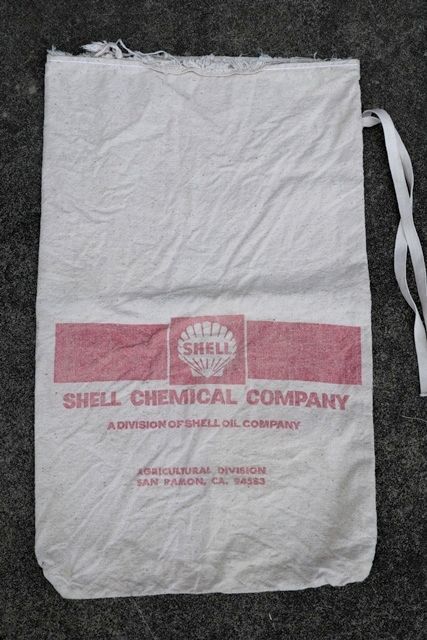 SHELL
SHELL CHEMICAL COMPANY
A DIVISION OF SHELL OIL COMPANY
AGRICULTURAL DIVISION
SAN RAMON, CA. 94583